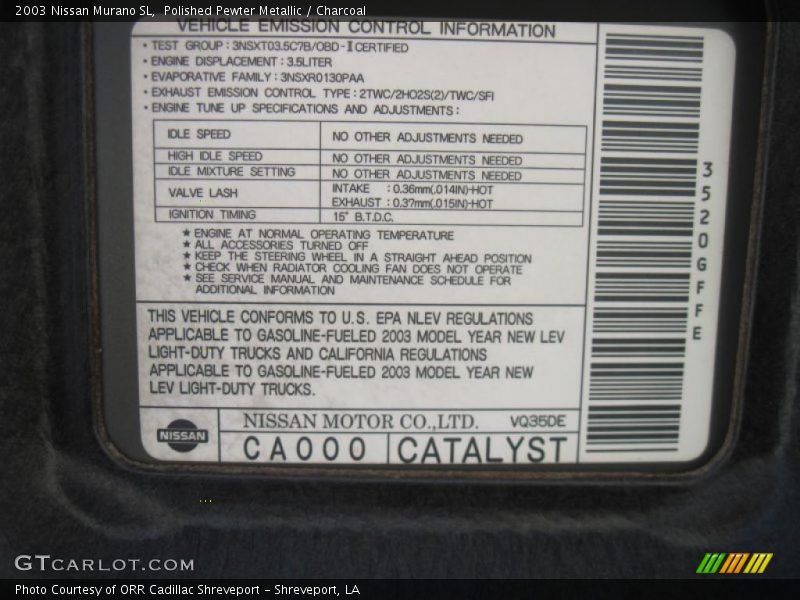 2003 Nissan Murano SL, Polished Pewter Metallic / Charcoal
VEHICLE EMISSION CONTROL INFORMATION
・TEST GROUP : 3NSXT03.5C7B/OBD-Ⅱ CERTIFIED
・ENGINE DISPLACEMENT : 3.5LITER
・EVAPORATIVE FAMILY : 3NSXR0130PAA
・EXHAUST EMISSION CONTROL TYPE : 2TWC/2HO2S(2)/TWC/SFI
・ENGINE TUNE UP SPECIFICATIONS AND ADJUSTMENTS :
IDLE SPEED NO OTHER ADJUSTMENTS NEEDED
HIGH IDLE SPEED NO OTHER ADJUSTMENTS NEEDED
IDLE MIXTURE SETTING NO OTHER ADJUSTMENTS NEEDED
VALVE LASH INTAKE : 0.36mm(.014IN)-HOT
EXHAUST : 0.37mm(.015IN)-HOT
IGNITION TIMING 15° B.T.D.C.
★ ENGINE AT NORMAL OPERATING TEMPERATURE
★ ALL ACCESSORIES TURNED OFF
★ KEEP THE STEERING WHEEL IN A STRAIGHT AHEAD POSITION
★ CHECK WHEN RADIATOR COOLING FAN DOES NOT OPERATE
★ SEE SERVICE MANUAL AND MAINTENANCE SCHEDULE FOR
ADDITIONAL INFORMATION
THIS VEHICLE CONFORMS TO U.S. EPA NLEV REGULATIONS
APPLICABLE TO GASOLINE-FUELED 2003 MODEL YEAR NEW LEV
LIGHT-DUTY TRUCKS AND CALIFORNIA REGULATIONS
APPLICABLE TO GASOLINE-FUELED 2003 MODEL YEAR NEW
LEV LIGHT-DUTY TRUCKS.
NISSAN
NISSAN MOTOR CO.,LTD. VQ35DE
CA000 CATALYST
3520GFFE
GTCARLOT.COM
Photo Courtesy of ORR Cadillac Shreveport - Shreveport, LA